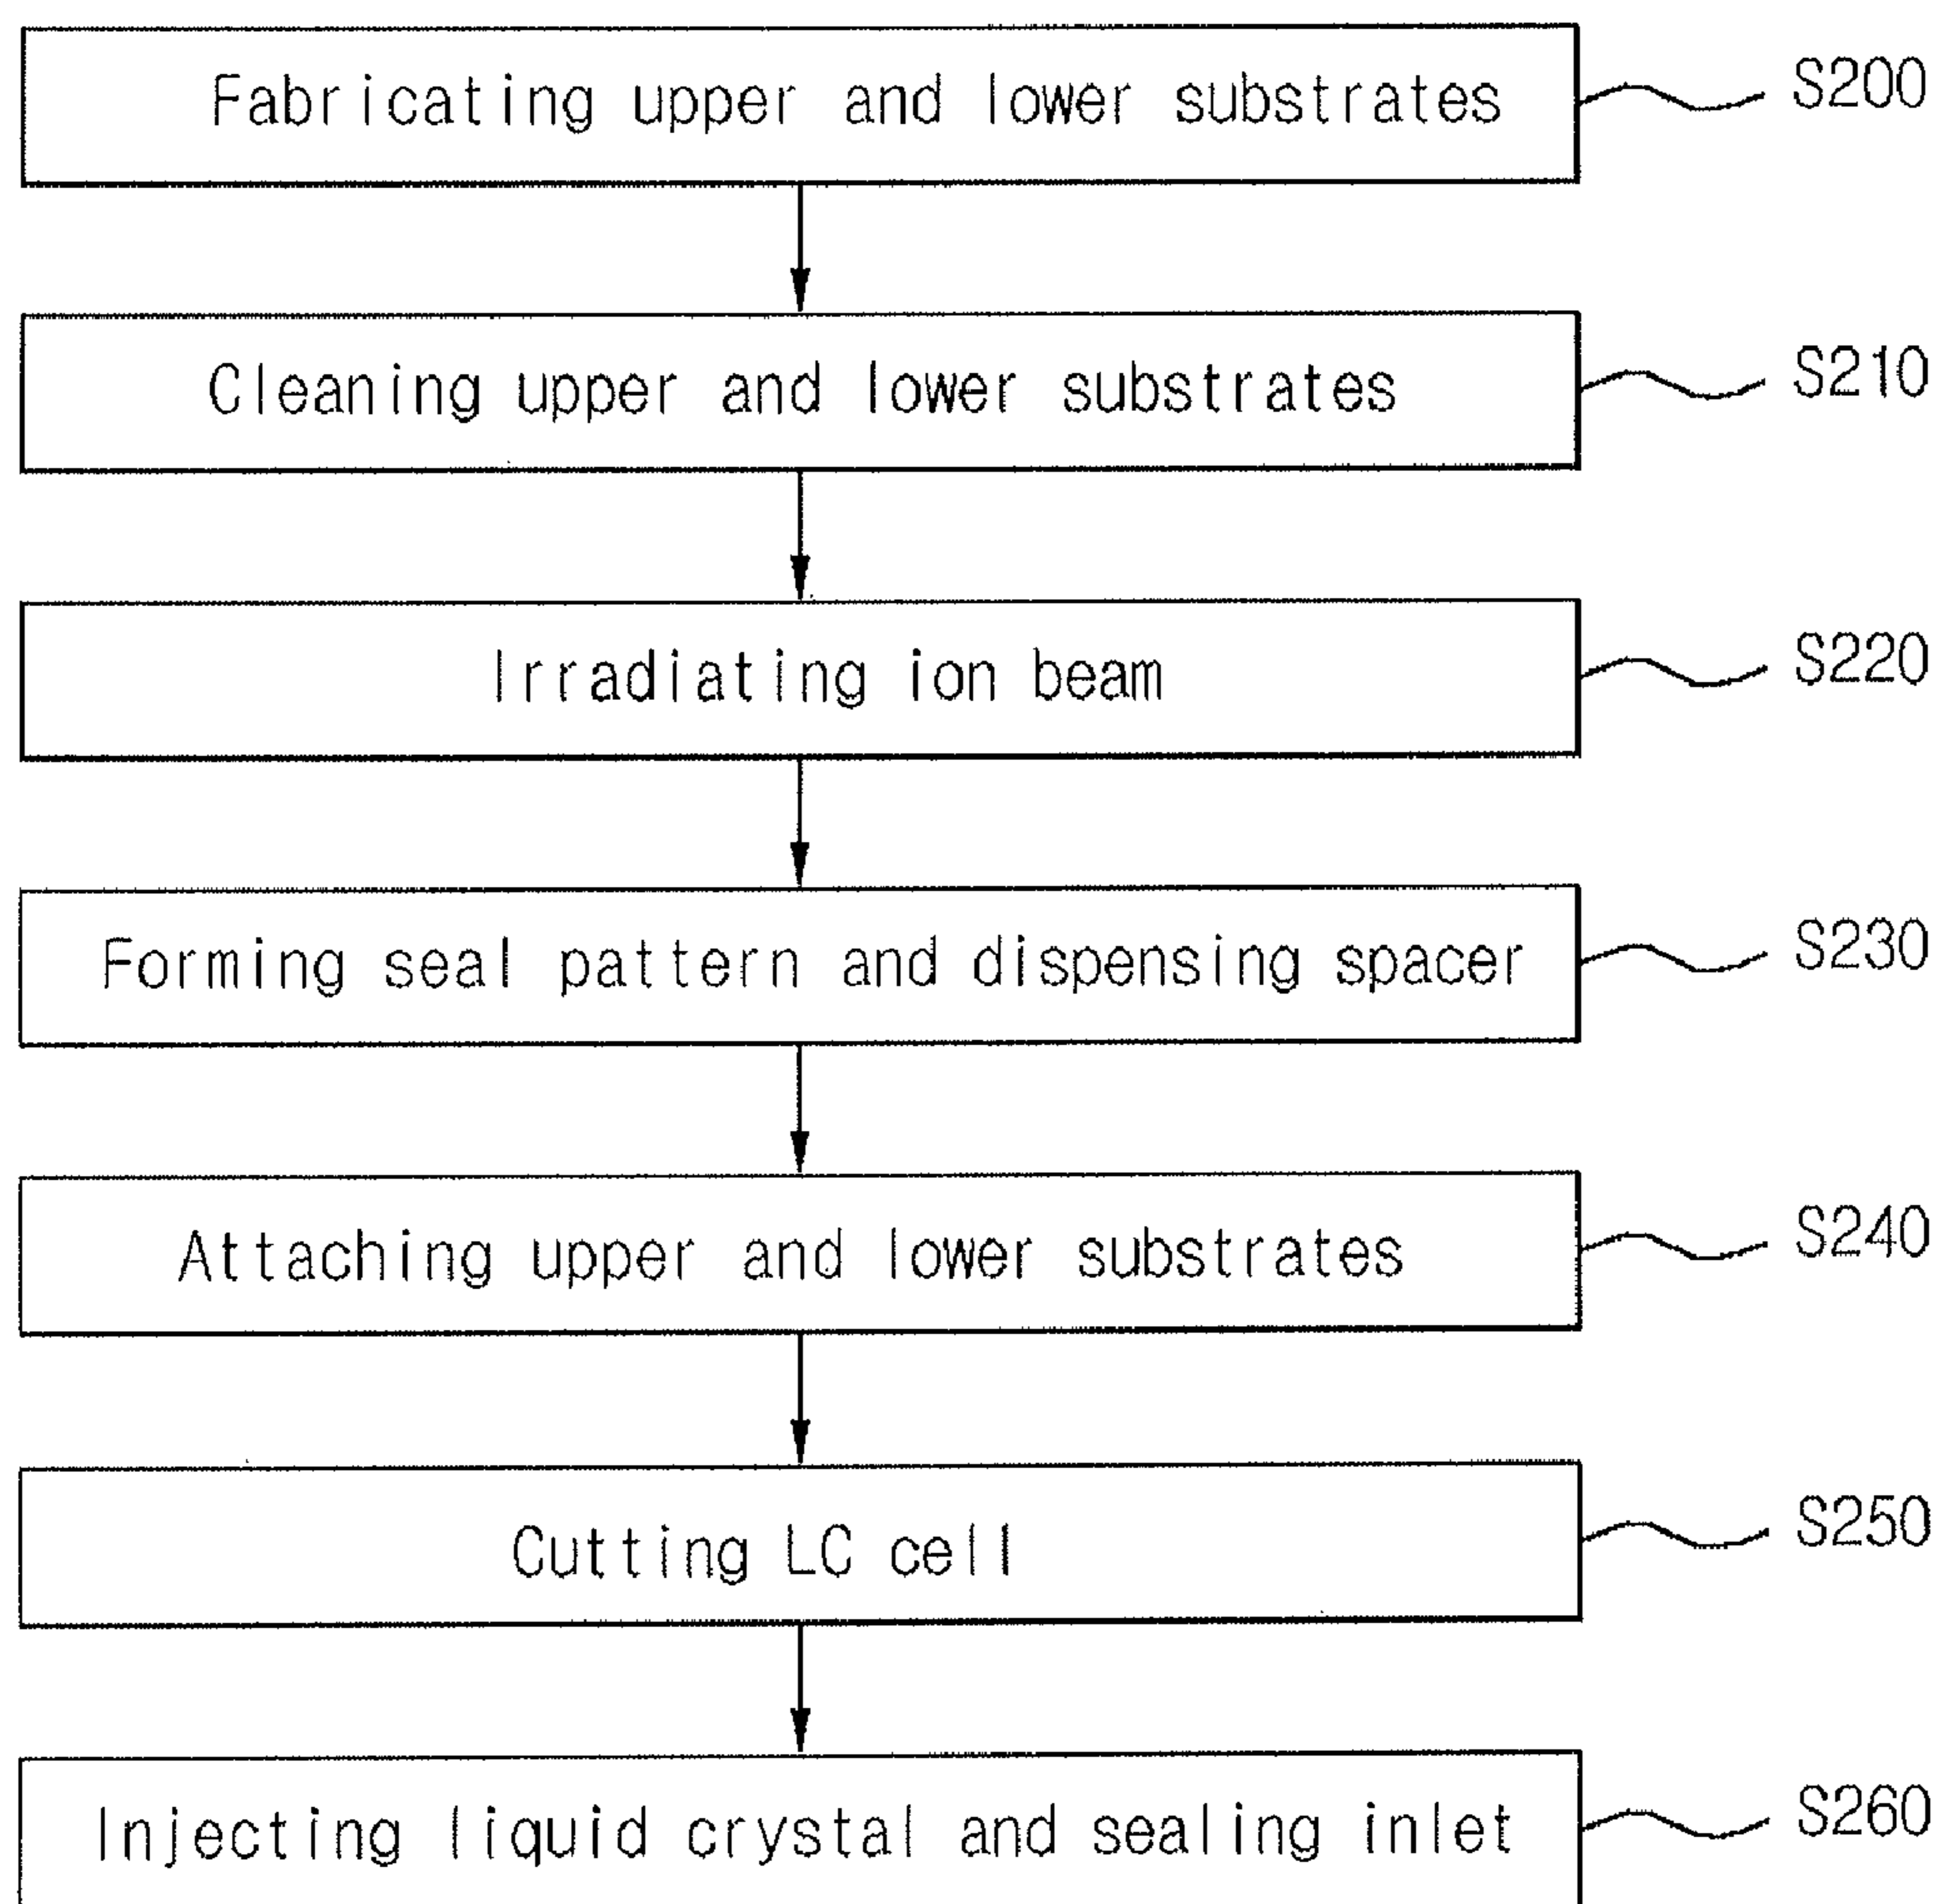 Fabricating upper and lower substrates S200
Cleaning upper and lower substrates S210
Irradiating ion beam S220
Forming seal pattern and dispensing spacer S230
Attaching upper and lower substrates S240
Cutting LC cell S250
Injecting liquid crystal and sealing inlet S260